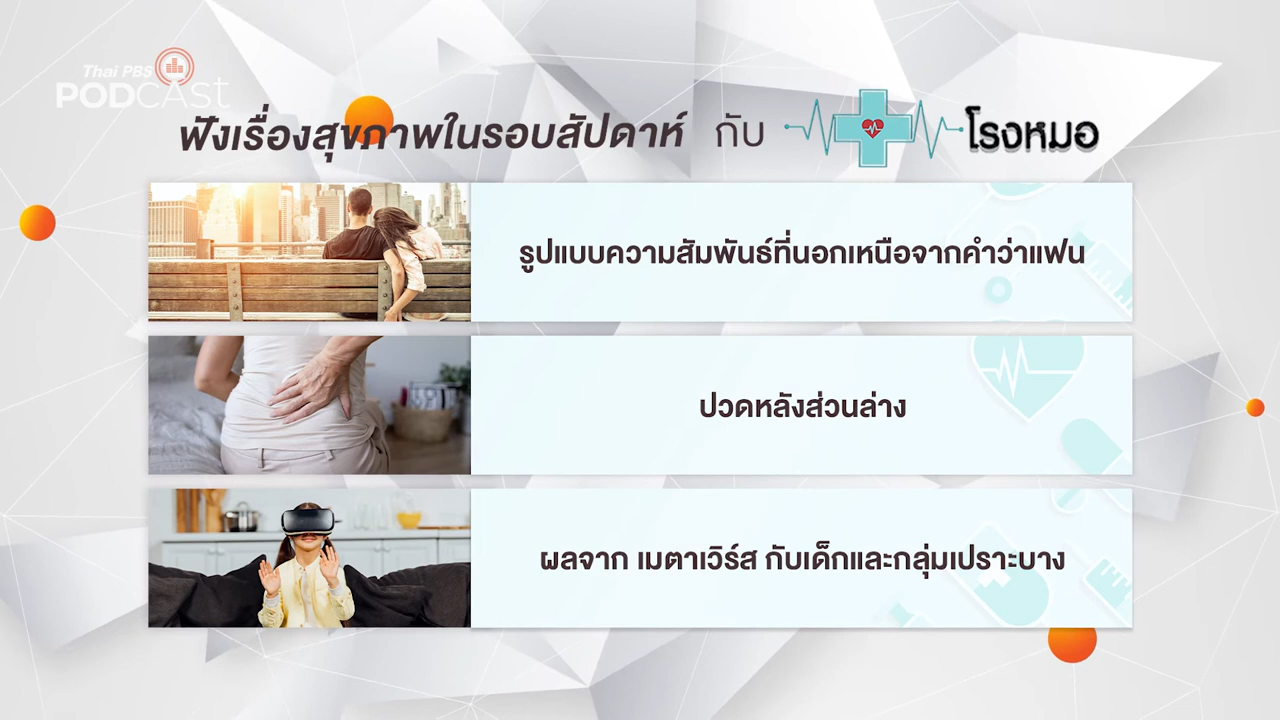 Thai PBS
PODCAST
ฟังเรื่องสุขภาพในรอบสัปดาห์ กับ โรงหมอ
รูปแบบความสัมพันธ์ที่นอกเหนือจากคำว่าแฟน
ปวดหลังส่วนล่าง
ผลจาก เมตาเวิร์ส กับเด็กและกลุ่มเปราะบาง